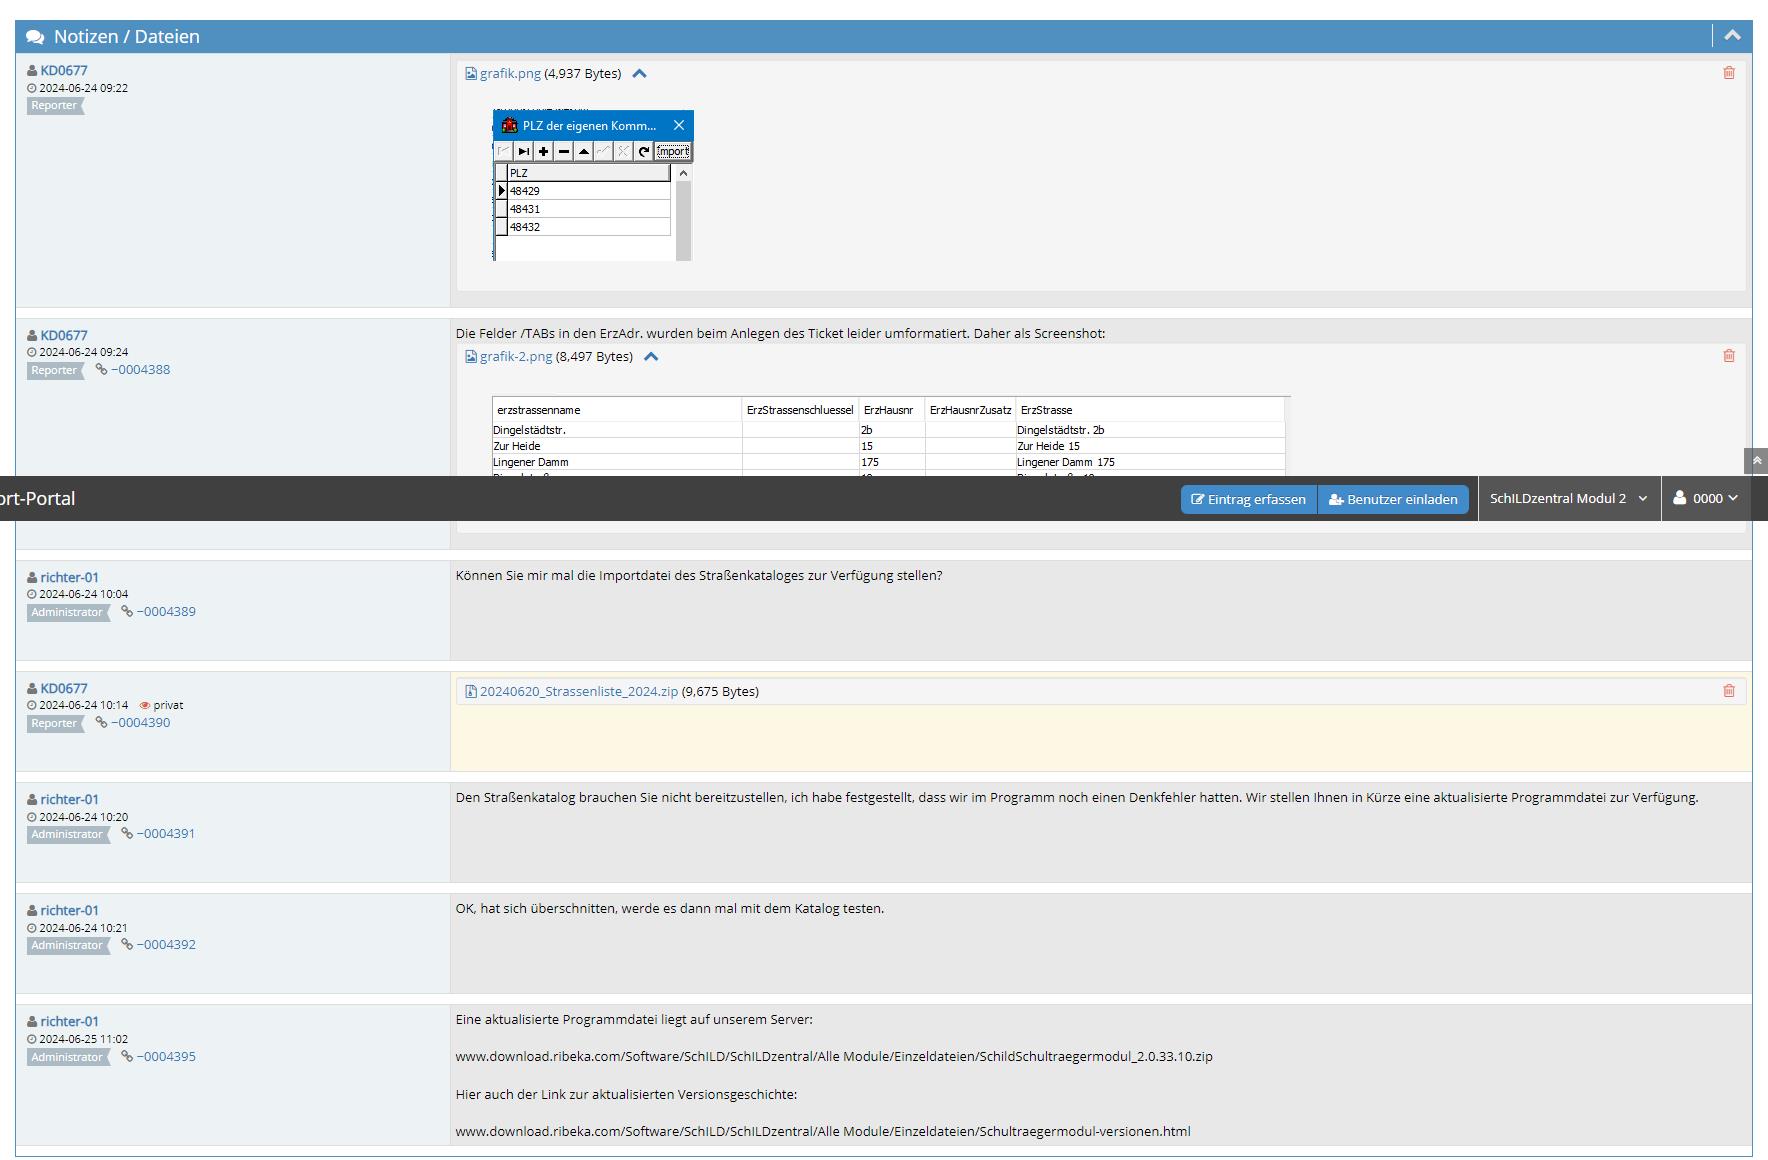 Notizen / Dateien
KD0677
2024-06-24 09:22
Reporter
grafik.png (4,937 Bytes)
PLZ der eigenen Komm...
Import
PLZ
48429
48431
48432
KD0677
2024-06-24 09:24
Reporter ~0004388
Die Felder /TABs in den ErzAdr. wurden beim Anlegen des Ticket leider umformatiert. Daher als Screenshot:
grafik-2.png (8,497 Bytes)
erzstrassenname ErzStrassenschluessel ErzHausnr ErzHausnrZusatz ErzStrasse
Dingelstädtstr. 2b Dingelstädtstr. 2b
Zur Heide 15 Zur Heide 15
Lingener Damm 175 Lingener Damm 175
ort-Portal
Eintrag erfassen Benutzer einladen SchILDzentral Modul 2 0000
richter-01
2024-06-24 10:04
Administrator ~0004389
Können Sie mir mal die Importdatei des Straßenkataloges zur Verfügung stellen?
KD0677
2024-06-24 10:14 privat
Reporter ~0004390
20240620_Strassenliste_2024.zip (9,675 Bytes)
richter-01
2024-06-24 10:20
Administrator ~0004391
Den Straßenkatalog brauchen Sie nicht bereitzustellen, ich habe festgestellt, dass wir im Programm noch einen Denkfehler hatten. Wir stellen Ihnen in Kürze eine aktualisierte Programmdatei zur Verfügung.
richter-01
2024-06-24 10:21
Administrator ~0004392
OK, hat sich überschnitten, werde es dann mal mit dem Katalog testen.
richter-01
2024-06-25 11:02
Administrator ~0004395
Eine aktualisierte Programmdatei liegt auf unserem Server:
www.download.ribeka.com/Software/SchILD/SchILDzentral/Alle Module/Einzeldateien/SchildSchultraegermodul_2.0.33.10.zip
Hier auch der Link zur aktualisierten Versionsgeschichte:
www.download.ribeka.com/Software/SchILD/SchILDzentral/Alle Module/Einzeldateien/Schultraegermodul-versionen.html